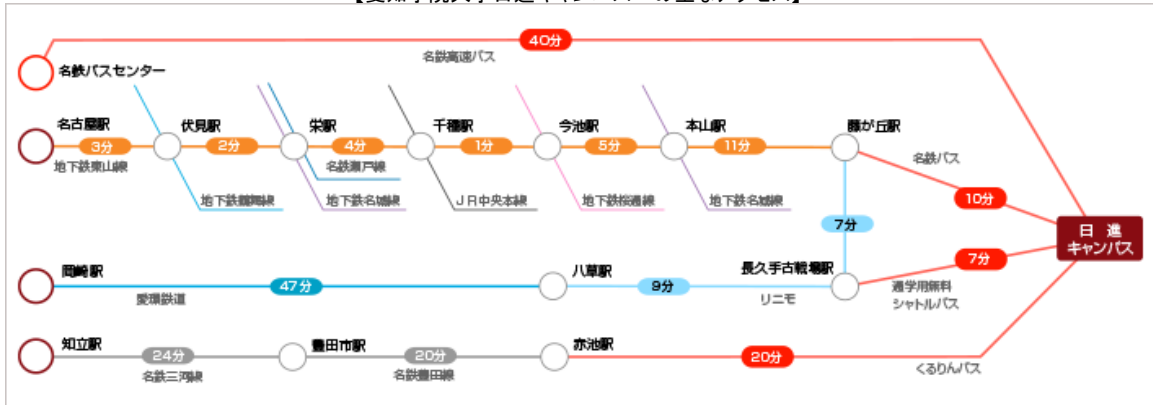 40分
名鉄高速バス
名鉄バスセンター
名古屋駅
伏見駅
栄駅
千種駅
今池駅
本山駅
藤が丘駅
3分
2分
4分
1分
5分
11分
地下鉄東山線
名鉄瀬戸線
名鉄バス
地下鉄鶴舞線
地下鉄名城線
JR中央本線
地下鉄桜通線
地下鉄名城線
10分
7分
日進
キャンパス
岡崎駅
八草駅
長久手古戦場駅
7分
47分
9分
愛環鉄道
リニモ
通学用無料
シャトルバス
知立駅
豊田市駅
赤池駅
24分
20分
20分
名鉄三河線
名鉄豊田線
くるりんバス